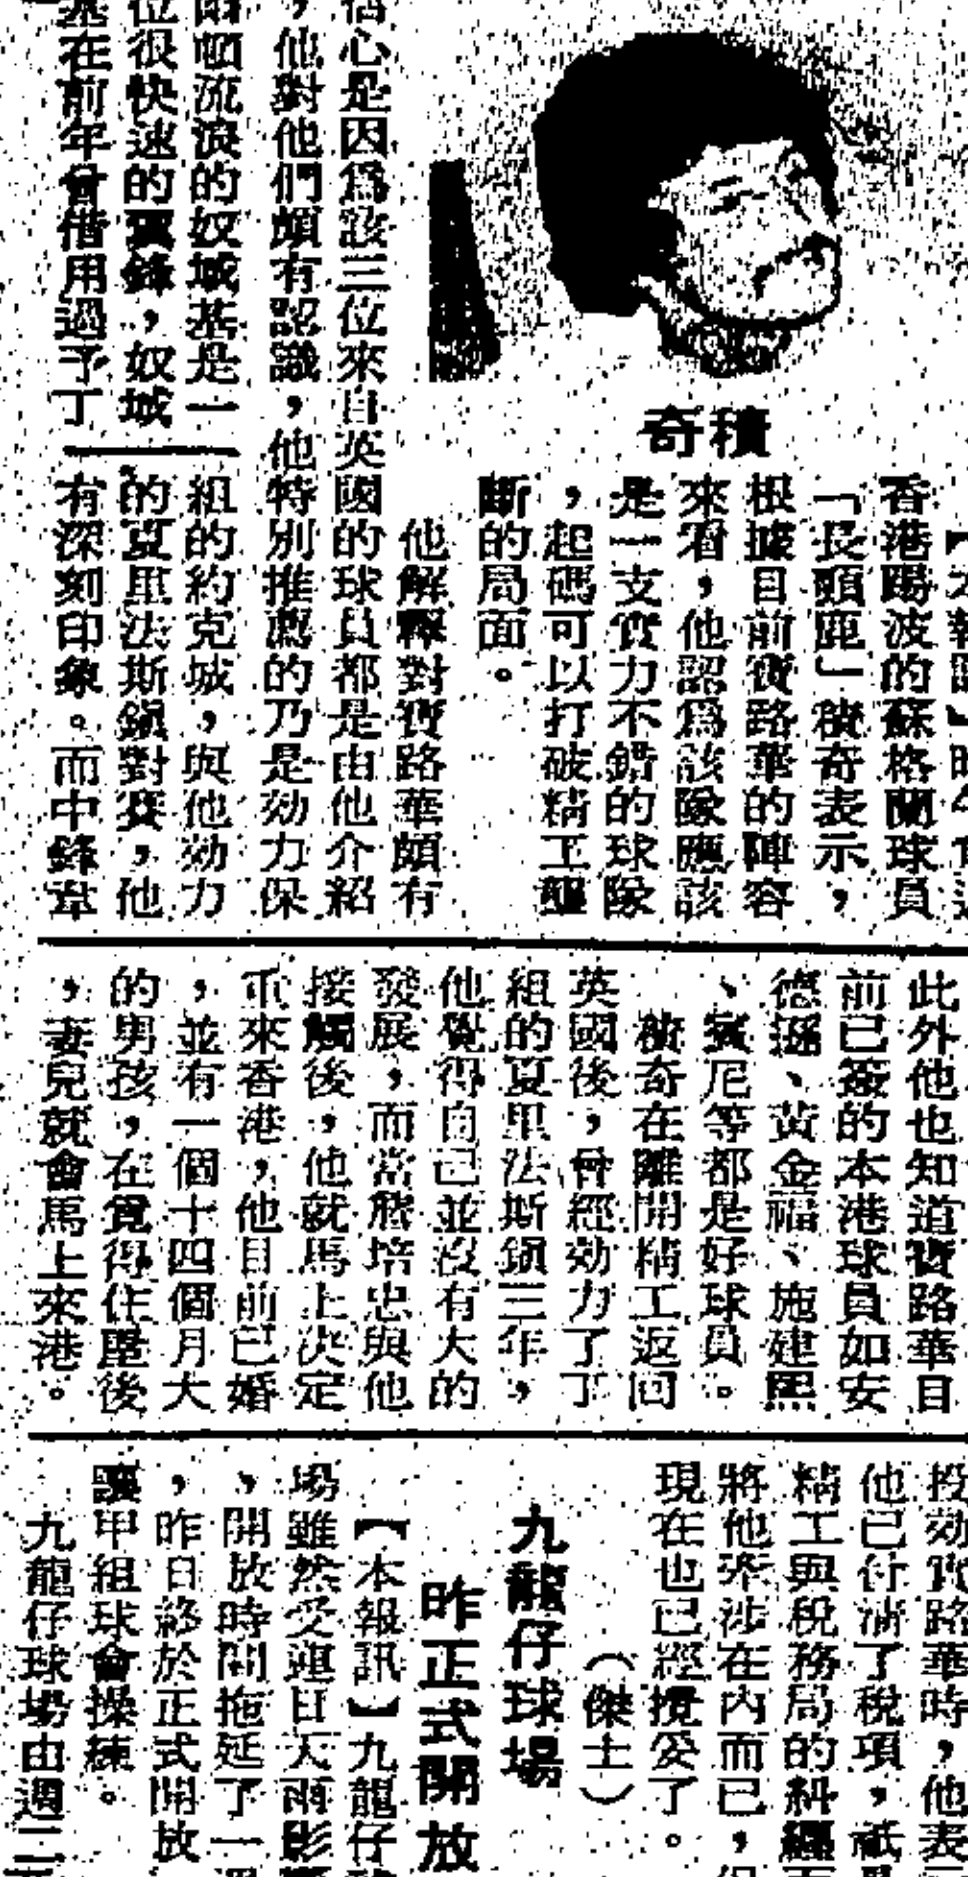 積奇
香港踢波的蘇格蘭球員
「長頸鹿」積奇表示，
根據目前寶路華的陣容
來看，他認爲該隊應該
是一支實力不錯的球隊
，起碼可以打破精工壟
斷的局面。
他解釋對寶路華頗有
信心是因爲該三位來自英國的球員都是由他介紹
，他對他們頗有認識，他特別推薦的乃是効力保
頓流浪的奴城基是一
位很快速的翼鋒，奴城
基在前年曾借用過予丁
組的約克城，與他効力
的夏里法斯鎭對賽，他
有深刻印象。而中鋒韋
此外他也知道寶路華目
前已簽的本港球員如安
德遜、黃金福、施建熙
、賓尼等都是好球員。
積奇在離開精工返回
英國後，曾經効力了丁
組的夏里法斯鎭三年，
他覺得自己並沒有大的
發展，而當詹培忠與他
接觸後，他就馬上決定
重來香港，他目前已婚
，並有一個十四個月大
的男孩，在覓得住屋後
，妻兒就會馬上來港。
投効寶路華時，他表
他已付清了稅項，祇是
精工與稅務局的糾纏而
將他牽涉在內而已，但
現在也已經攪妥了。
（傑士）
九龍仔球場
昨正式開放
【本報訊】九龍仔球
場雖然受連日大雨影響
，開放時間拖延了一週
，昨日終於正式開放
讓甲組球會操練。
九龍仔球場由週二